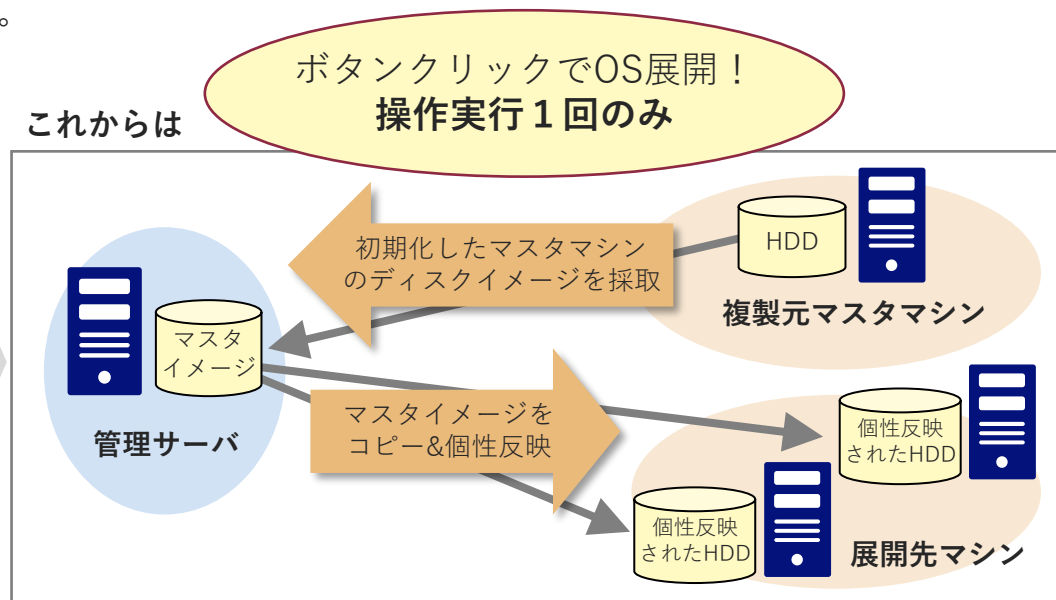 。
ボタンクリックでOS展開！
操作実行１回のみ
これからは
初期化したマスタマシン
のディスクイメージを採取
HDD
複製元マスタマシン
マスタ
イメージ
管理サーバ
マスタイメージを
コピー&個性反映
個性反映
されたHDD
個性反映
されたHDD
展開先マシン